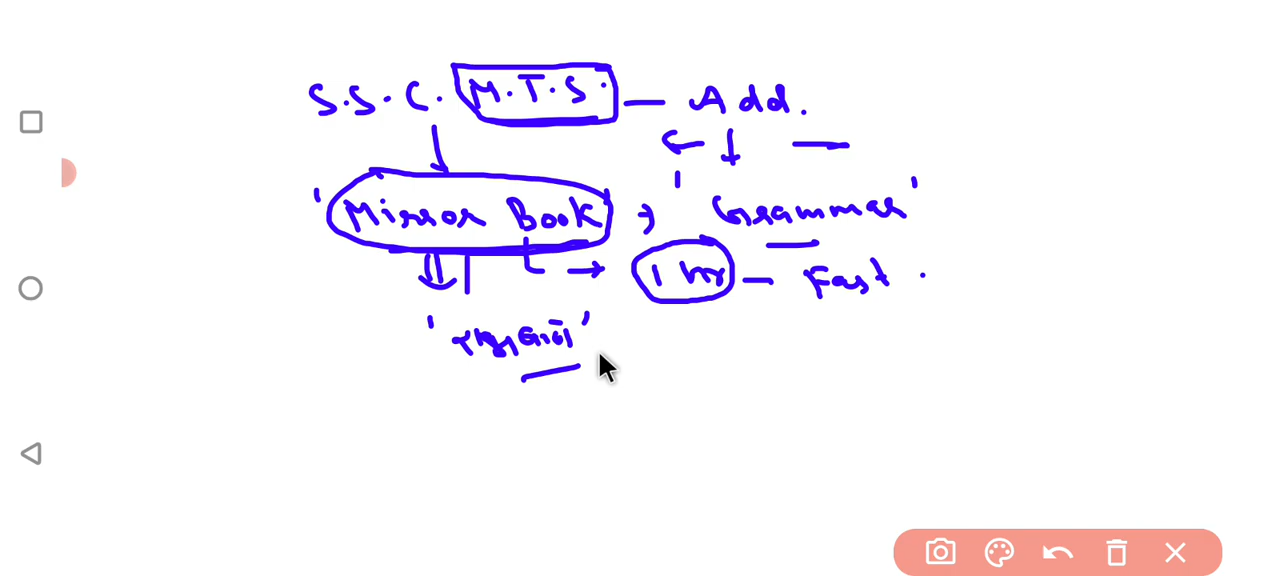 S.S.C. M.T.S. — Add.
'Mirror Book' → 'Grammar'
1 hr — Fast.